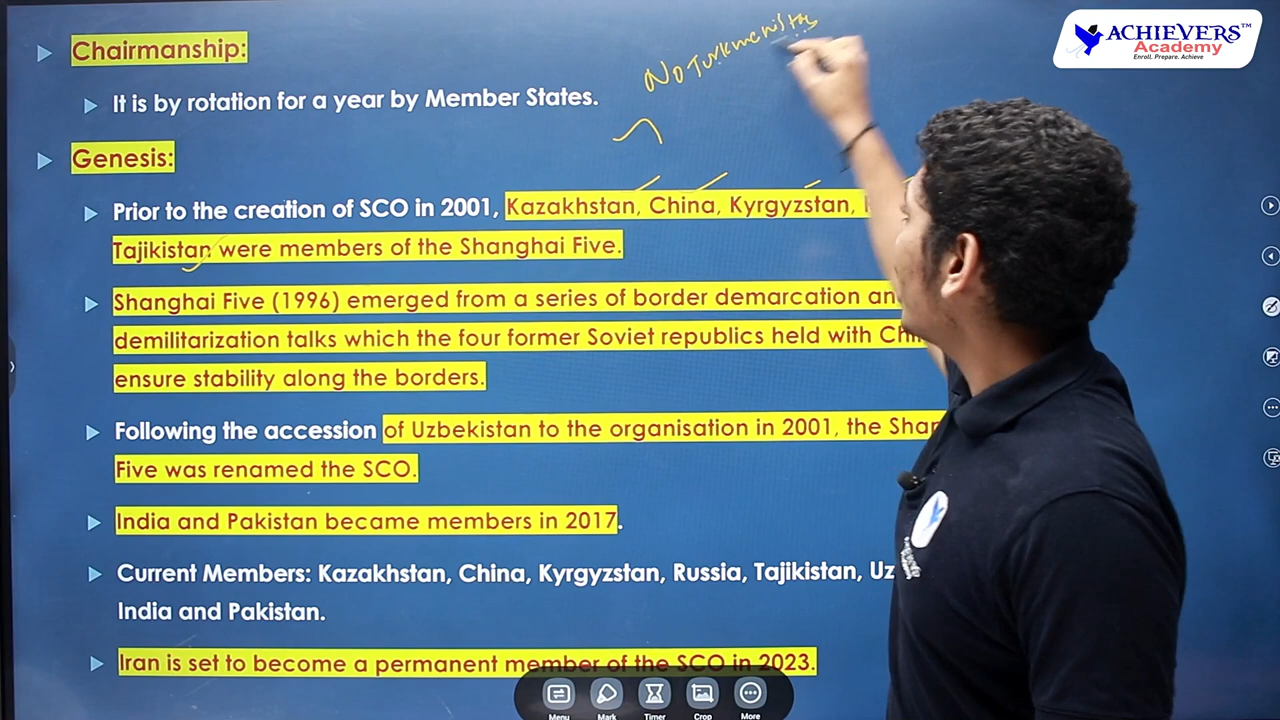 ACHIEVERS™
Academy
Enroll. Prepare. Achieve
No Turkmenistan
Chairmanship:
It is by rotation for a year by Member States.
Genesis:
Prior to the creation of SCO in 2001, Kazakhstan, China, Kyrgyzstan,
Tajikistan were members of the Shanghai Five.
Shanghai Five (1996) emerged from a series of border demarcation an
demilitarization talks which the four former Soviet republics held with Chi
ensure stability along the borders.
Following the accession of Uzbekistan to the organisation in 2001, the Shan
Five was renamed the SCO.
India and Pakistan became members in 2017.
Current Members: Kazakhstan, China, Kyrgyzstan, Russia, Tajikistan, Uz
India and Pakistan.
Iran is set to become a permanent member of the SCO in 2023.
Menu Mark Timer Crop More